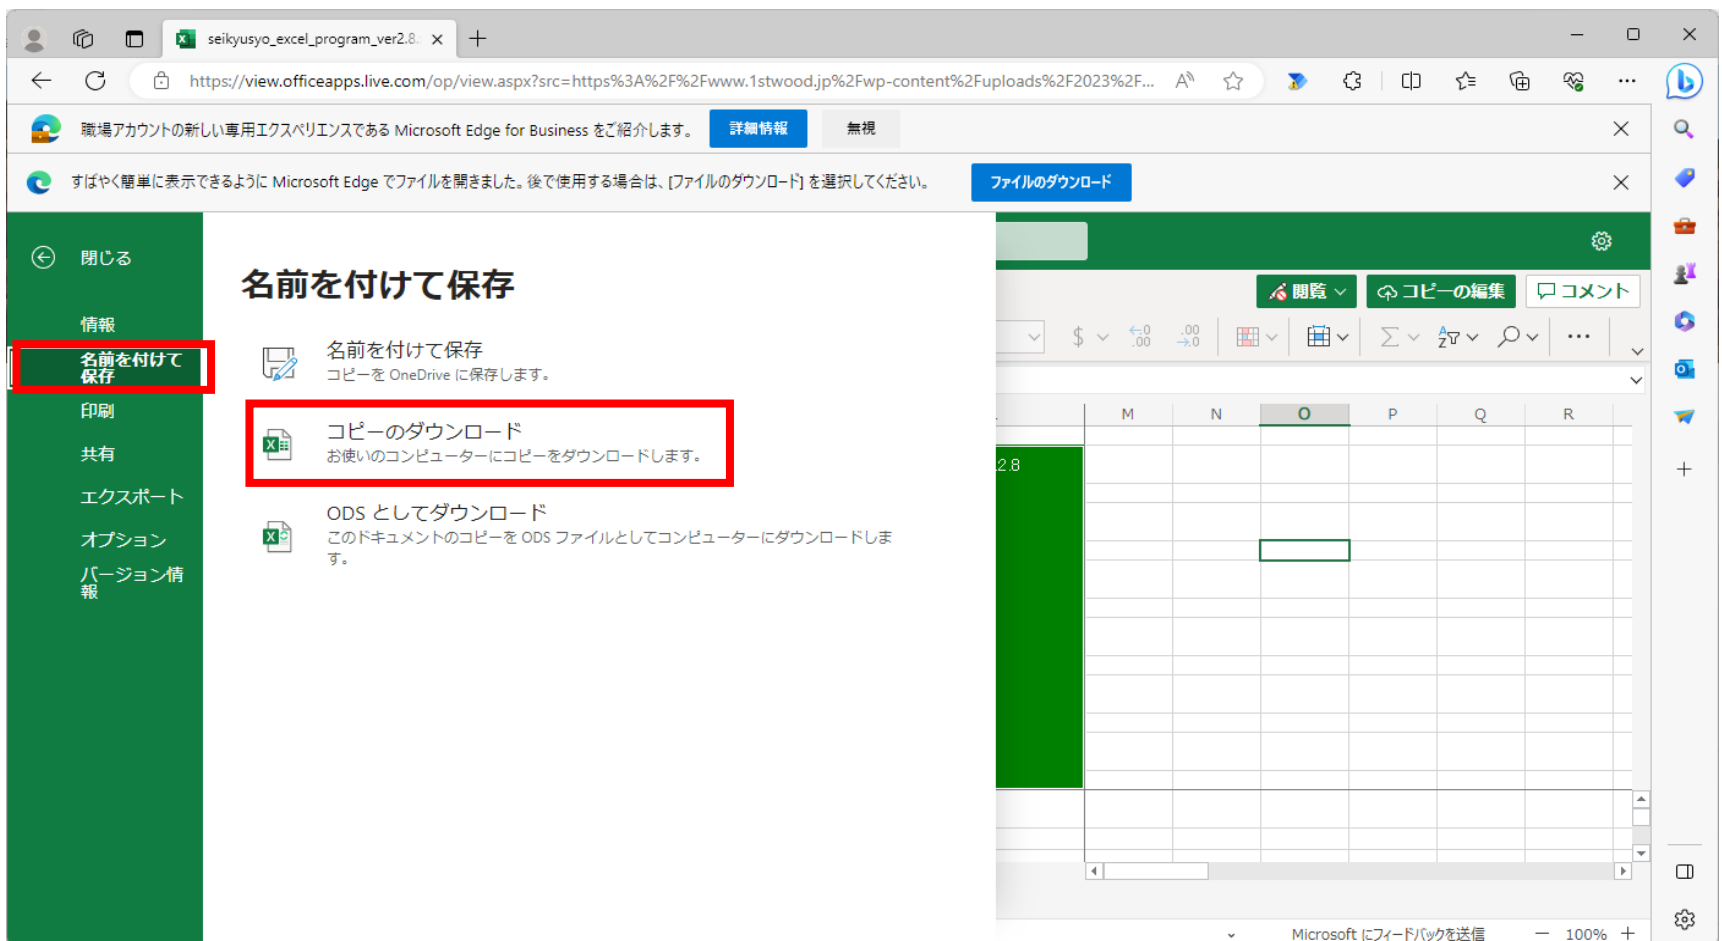 seikyusyo_excel_program_ver2.8.
https://view.officeapps.live.com/op/view.aspx?src=https%3A%2F%2Fwww.1stwood.jp%2Fwp-content%2Fuploads%2F2023%2F...
職場アカウントの新しい専用エクスペリエンスである Microsoft Edge for Business をご紹介します。 詳細情報 無視
すばやく簡単に表示できるように Microsoft Edge でファイルを開きました。後で使用する場合は、[ファイルのダウンロード] を選択してください。 ファイルのダウンロード
閉じる
情報
名前を付けて
保存
印刷
共有
エクスポート
オプション
バージョン情
報
名前を付けて保存
名前を付けて保存
コピーを OneDrive に保存します。
コピーのダウンロード
お使いのコンピューターにコピーをダウンロードします。
ODS としてダウンロード
このドキュメントのコピーを ODS ファイルとしてコンピューターにダウンロードしま
す。
閲覧 コピーの編集 コメント
M N O P Q R
.2.8
Microsoft にフィードバックを送信 100%